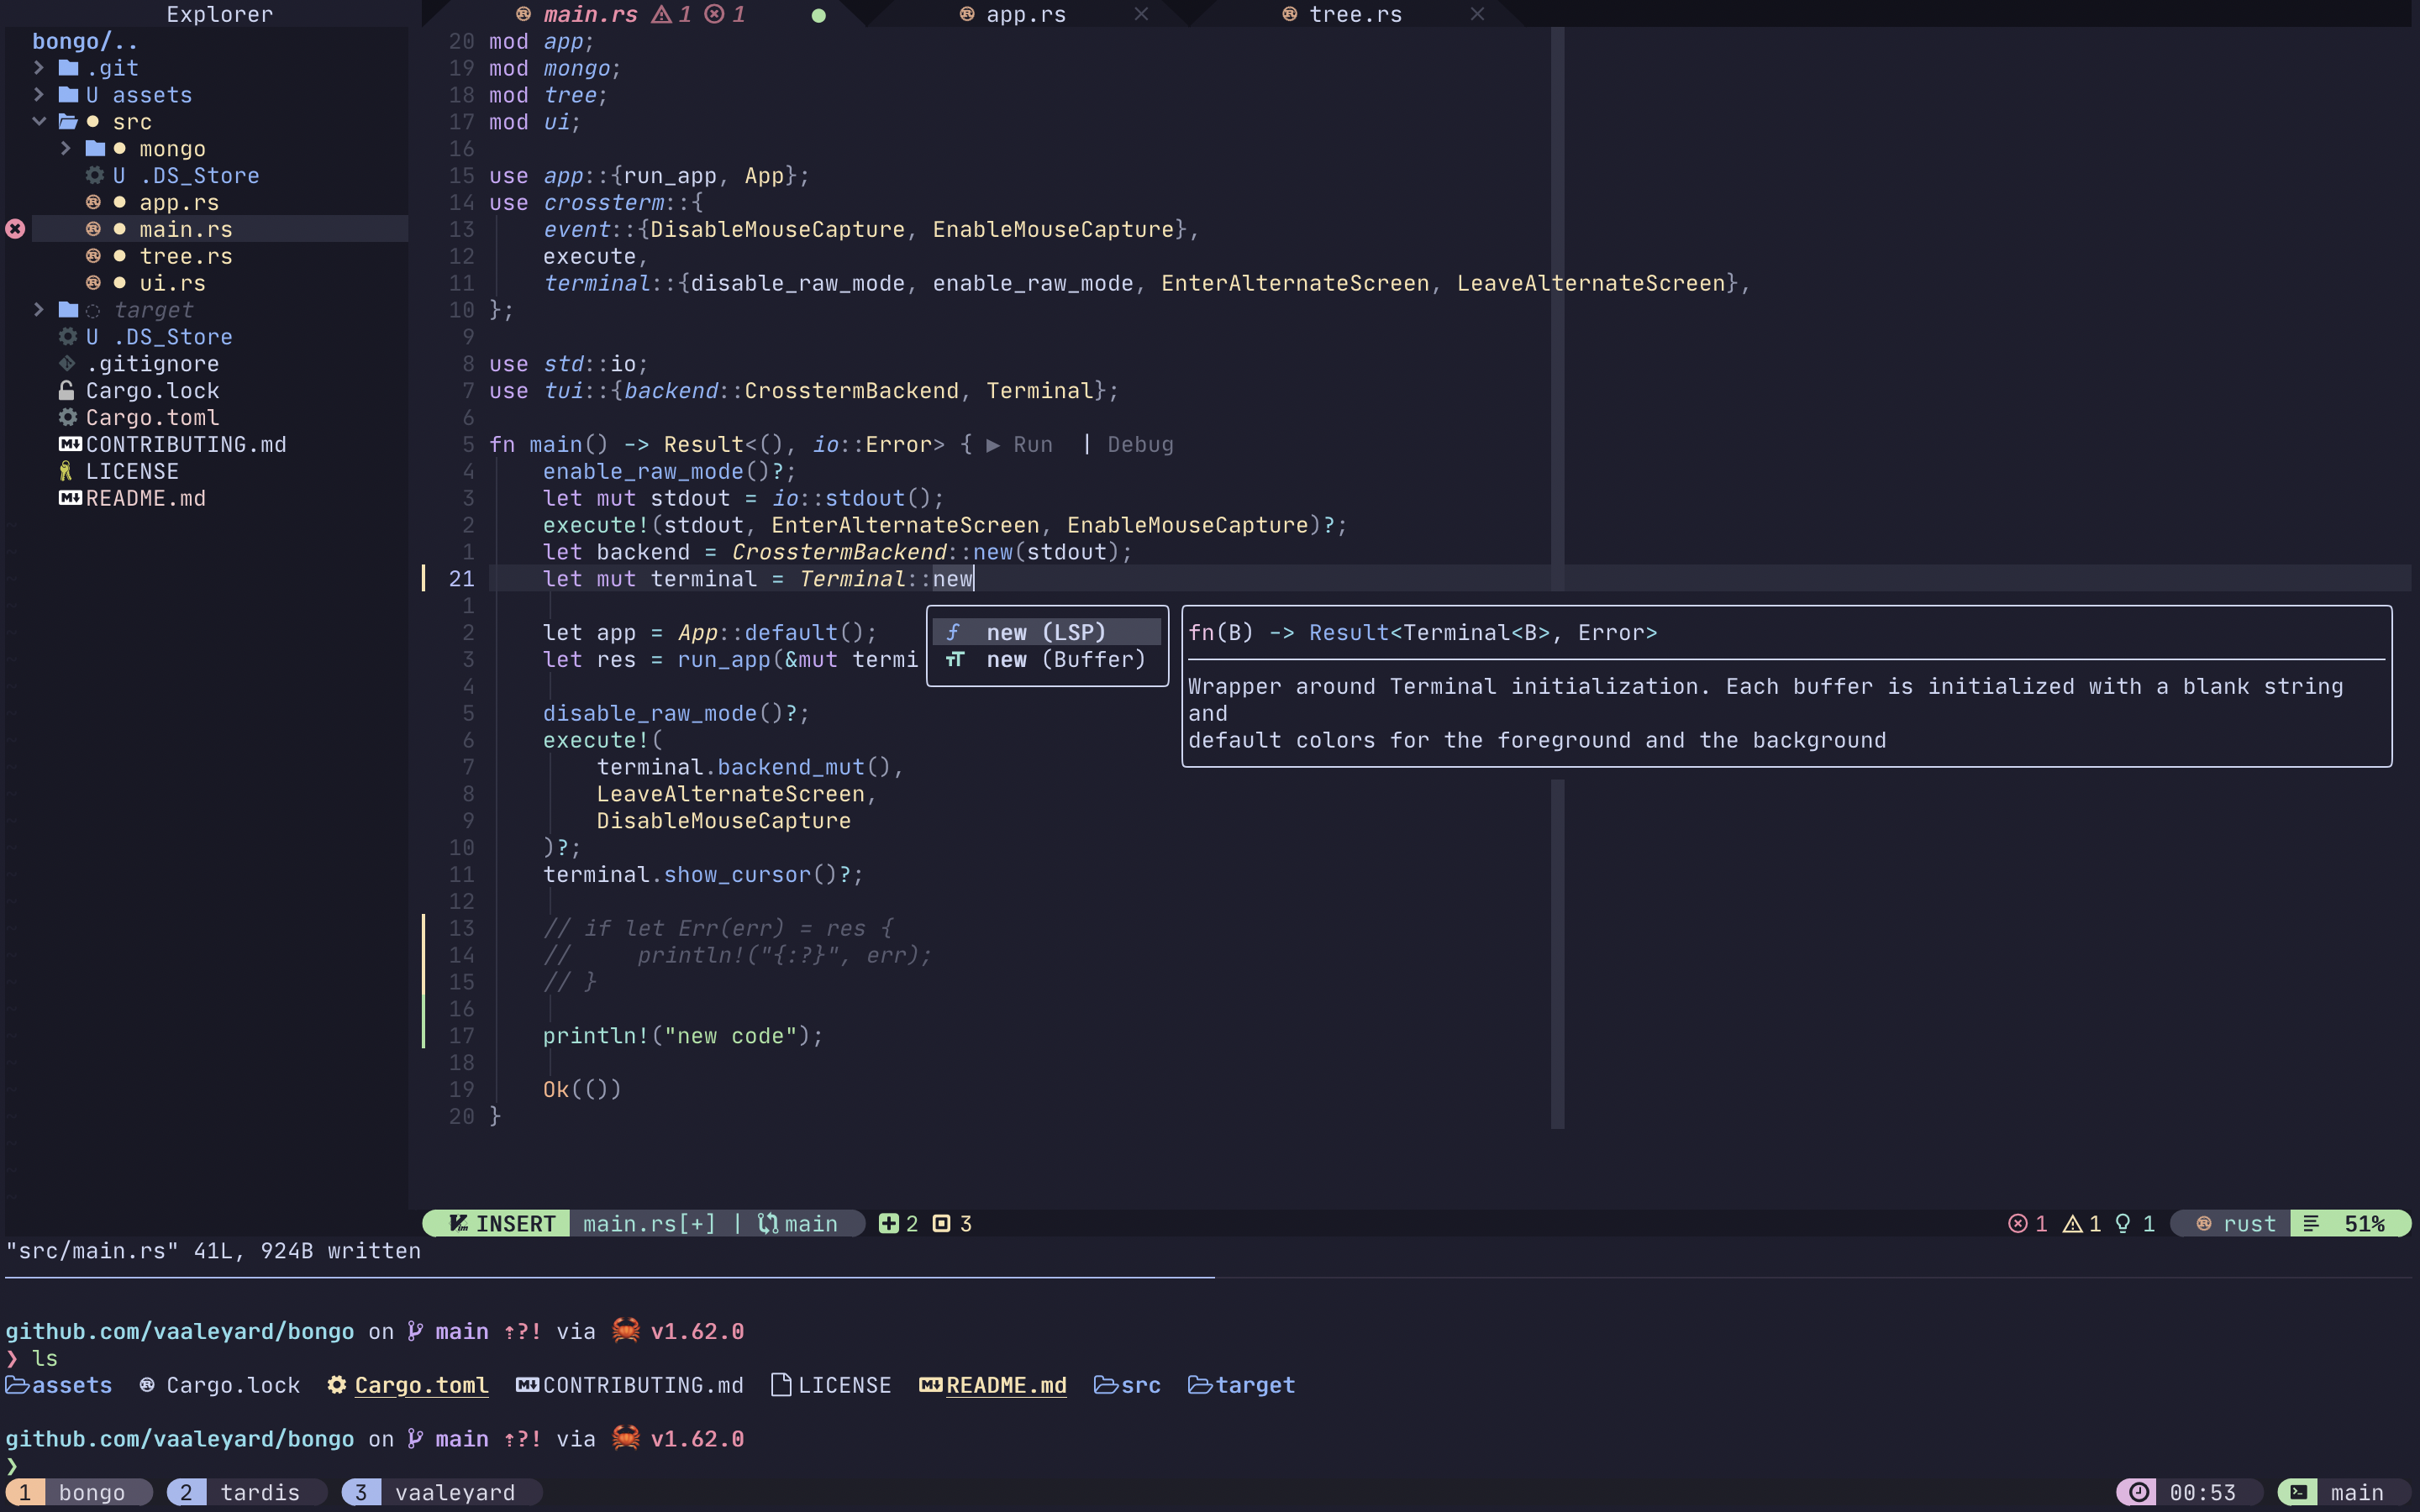 Explorer
main.rs 1 1
app.rs
tree.rs
bongo/..
.git
U assets
src
mongo
U .DS_Store
app.rs
main.rs
tree.rs
ui.rs
target
U .DS_Store
.gitignore
Cargo.lock
Cargo.toml
CONTRIBUTING.md
LICENSE
README.md
20 mod app;
19 mod mongo;
18 mod tree;
17 mod ui;
16
15 use app::{run_app, App};
14 use crossterm::{
13     event::{DisableMouseCapture, EnableMouseCapture},
12     execute,
11     terminal::{disable_raw_mode, enable_raw_mode, EnterAlternateScreen, LeaveAlternateScreen},
10 };
9
8 use std::io;
7 use tui::{backend::CrosstermBackend, Terminal};
6
5 fn main() -> Result<(), io::Error> { ▶ Run | Debug
4     enable_raw_mode()?;
3     let mut stdout = io::stdout();
2     execute!(stdout, EnterAlternateScreen, EnableMouseCapture)?;
1     let backend = CrosstermBackend::new(stdout);
21     let mut terminal = Terminal::new
1
2     let app = App::default();
3     let res = run_app(&mut termi
4
5     disable_raw_mode()?;
6     execute!(
7         terminal.backend_mut(),
8         LeaveAlternateScreen,
9         DisableMouseCapture
10     )?;
11     terminal.show_cursor()?;
12
13     // if let Err(err) = res {
14     //     println!("{:?}", err);
15     // }
16
17     println!("new code");
18
19     Ok(())
20 }
f new (LSP)
new (Buffer)
fn(B) -> Result<Terminal<B>, Error>
Wrapper around Terminal initialization. Each buffer is initialized with a blank string
and
default colors for the foreground and the background
INSERT main.rs[+] | main 2 3
1 1 1 rust 51%
"src/main.rs" 41L, 924B written
github.com/vaaleyard/bongo on main ⇡?! via 🦀 v1.62.0
❯ ls
assets Cargo.lock Cargo.toml CONTRIBUTING.md LICENSE README.md src target
github.com/vaaleyard/bongo on main ⇡?! via 🦀 v1.62.0
❯
1 bongo 2 tardis 3 vaaleyard
00:53 main